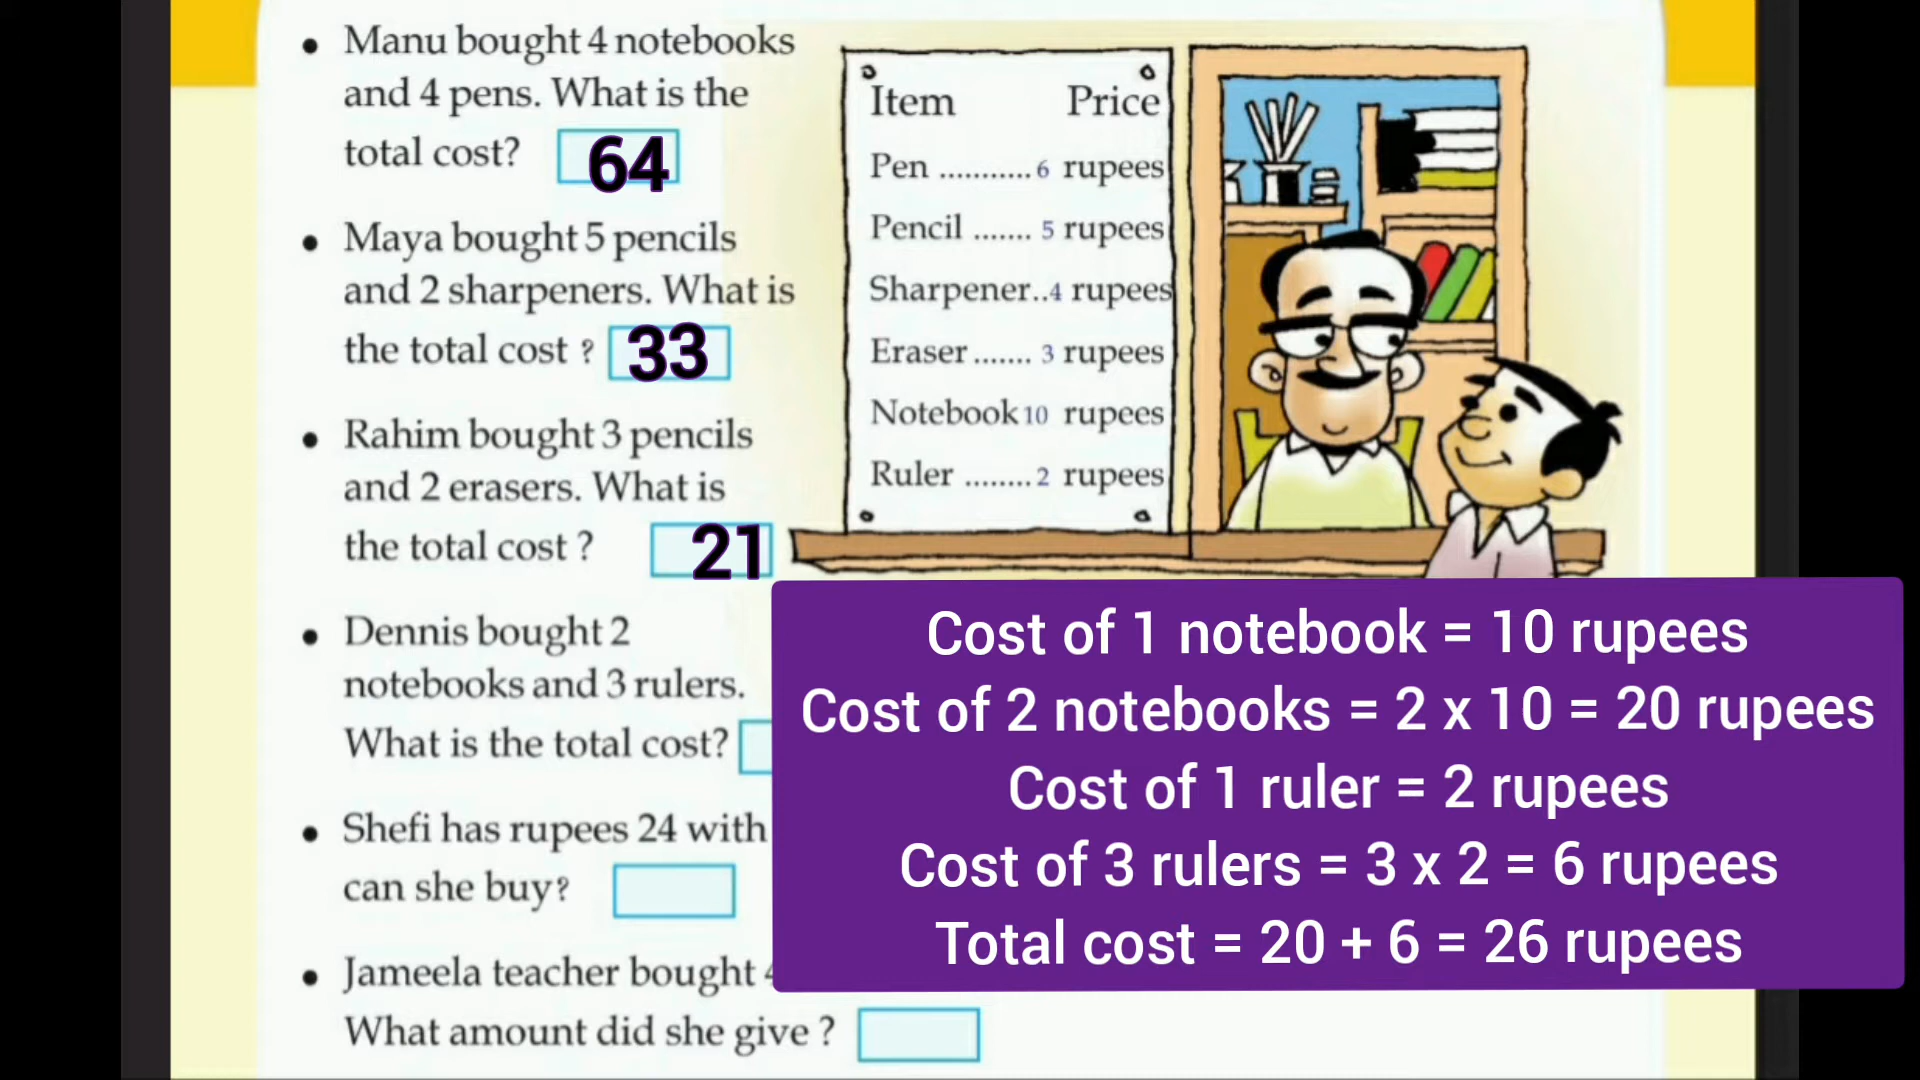 Manu bought 4 notebooks
and 4 pens. What is the
total cost? 64
Maya bought 5 pencils
and 2 sharpeners. What is
the total cost ? 33
Rahim bought 3 pencils
and 2 erasers. What is
the total cost ? 21
Dennis bought 2
notebooks and 3 rulers.
What is the total cost?
Shefi has rupees 24 with
can she buy?
Jameela teacher bought
What amount did she give ?
Item Price
Pen ........... 6 rupees
Pencil ....... 5 rupees
Sharpener..4 rupees
Eraser ....... 3 rupees
Notebook 10 rupees
Ruler ........ 2 rupees
Cost of 1 notebook = 10 rupees
Cost of 2 notebooks = 2 x 10 = 20 rupees
Cost of 1 ruler = 2 rupees
Cost of 3 rulers = 3 x 2 = 6 rupees
Total cost = 20 + 6 = 26 rupees